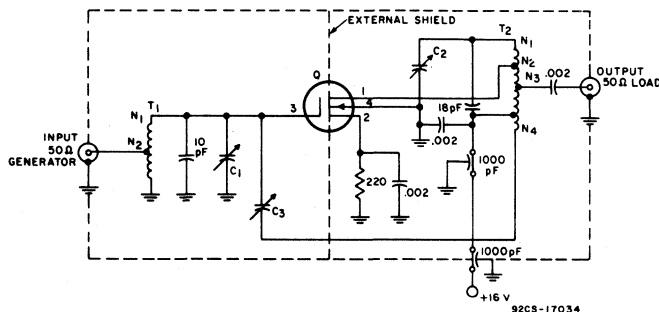 EXTERNAL SHIELD
T2
N1
C2
N2
.002
OUTPUT
50Ω LOAD
N3
Q
1
4
2
3
18pF
.002
N4
T1
N1
INPUT
50Ω
GENERATOR
N2
10
pF
C1
1000
pF
220
.002
C3
1000pF
+16 V
92CS-17034